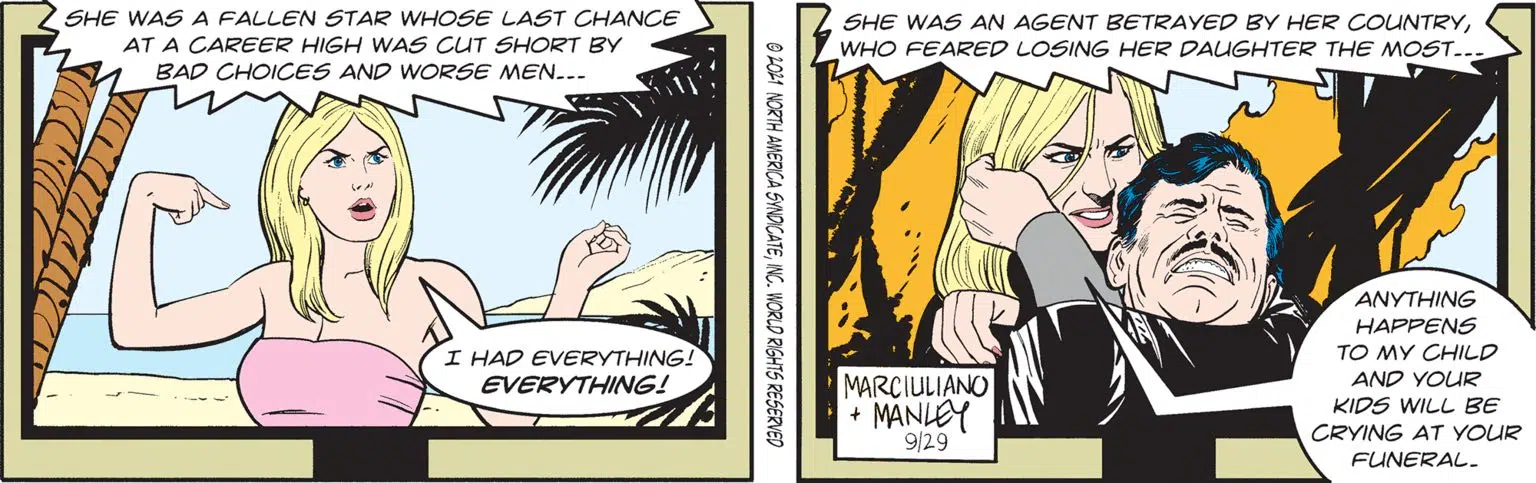 SHE WAS A FALLEN STAR WHOSE LAST CHANCE
AT A CAREER HIGH WAS CUT SHORT BY
BAD CHOICES AND WORSE MEN...
I HAD EVERYTHING!
EVERYTHING!
© 2021 NORTH AMERICA SYNDICATE, INC. WORLD RIGHTS RESERVED
SHE WAS AN AGENT BETRAYED BY HER COUNTRY,
WHO FEARED LOSING HER DAUGHTER THE MOST...
ANYTHING
HAPPENS
TO MY CHILD
AND YOUR
KIDS WILL BE
CRYING AT YOUR
FUNERAL.
MARCIULIANO
+ MANLEY
9/29